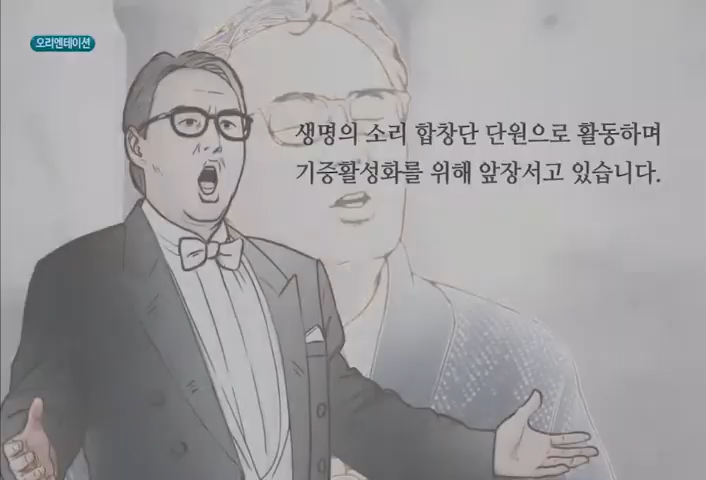 오리엔테이션
생명의 소리 합창단 단원으로 활동하며
기증활성화를 위해 앞장서고 있습니다.